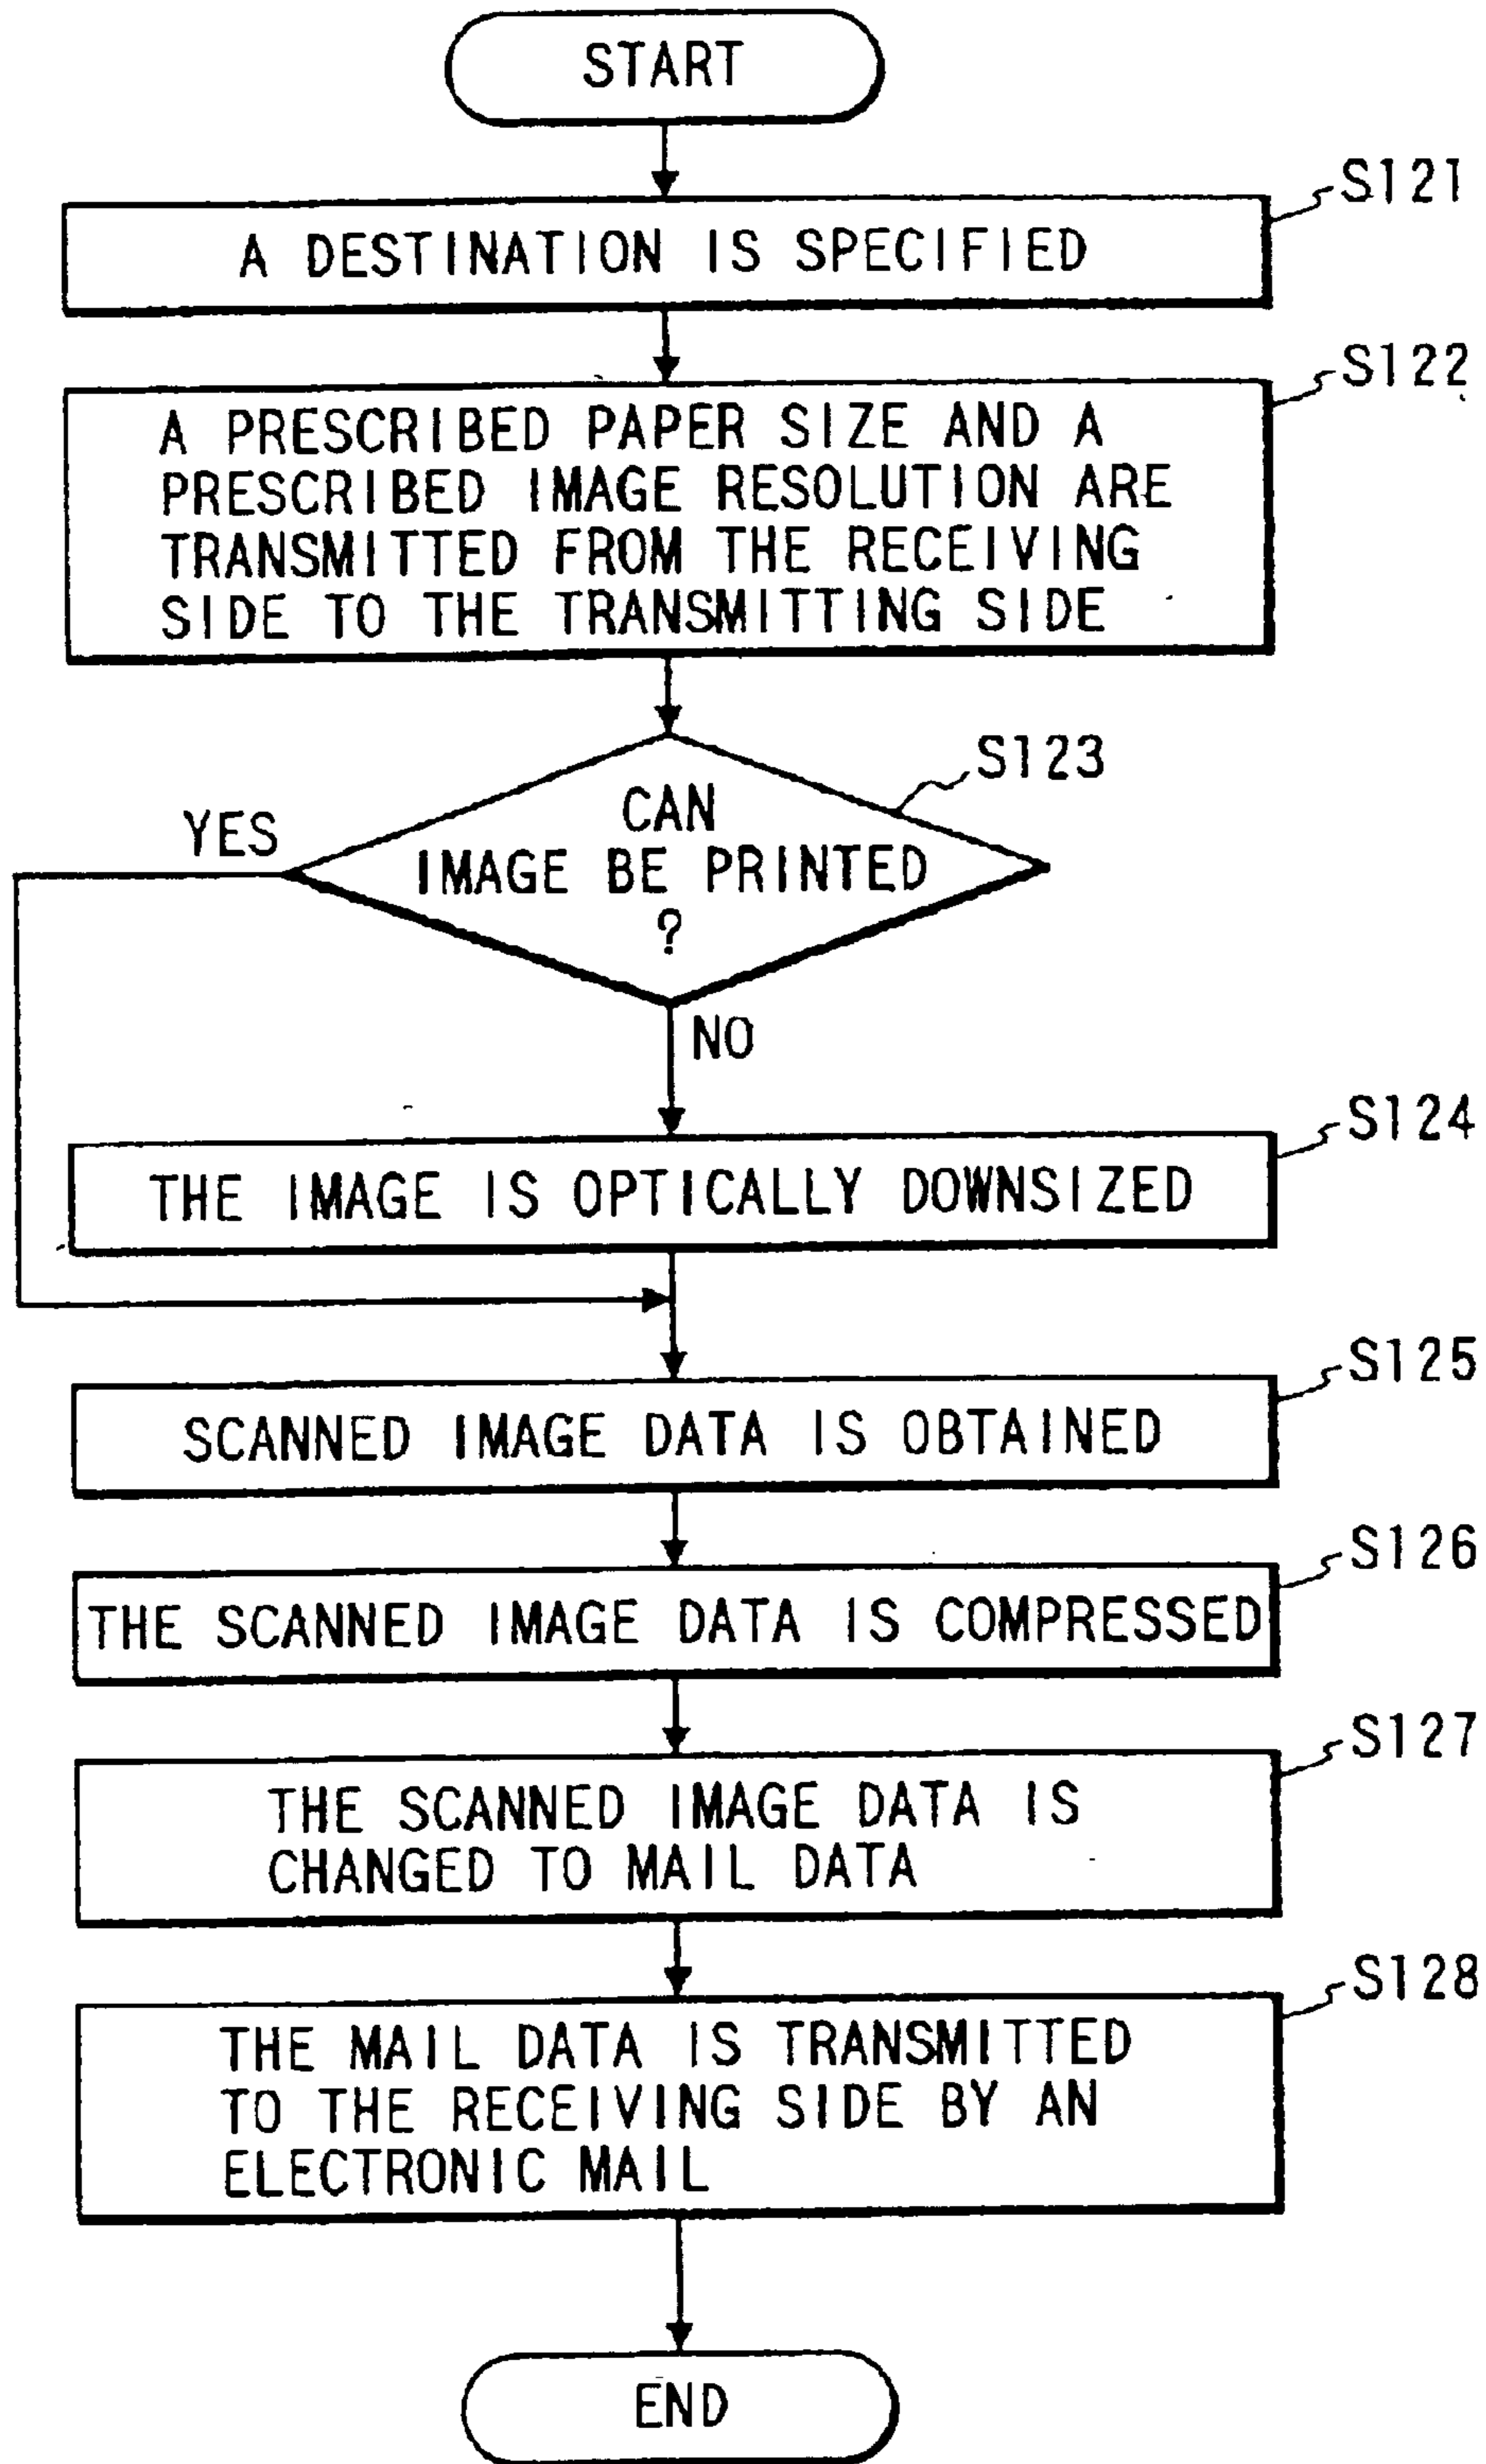 START
S121
A DESTINATION IS SPECIFIED
S122
A PRESCRIBED PAPER SIZE AND A
PRESCRIBED IMAGE RESOLUTION ARE
TRANSMITTED FROM THE RECEIVING
SIDE TO THE TRANSMITTING SIDE
S123
CAN
IMAGE BE PRINTED
?
YES
NO
S124
THE IMAGE IS OPTICALLY DOWNSIZED
S125
SCANNED IMAGE DATA IS OBTAINED
S126
THE SCANNED IMAGE DATA IS COMPRESSED
S127
THE SCANNED IMAGE DATA IS
CHANGED TO MAIL DATA
S128
THE MAIL DATA IS TRANSMITTED
TO THE RECEIVING SIDE BY AN
ELECTRONIC MAIL
END